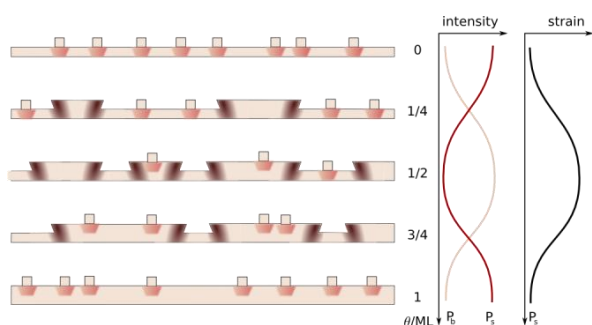 intensity strain
0
1/4
1/2
3/4
1
θ/ML P_b P_s P_s